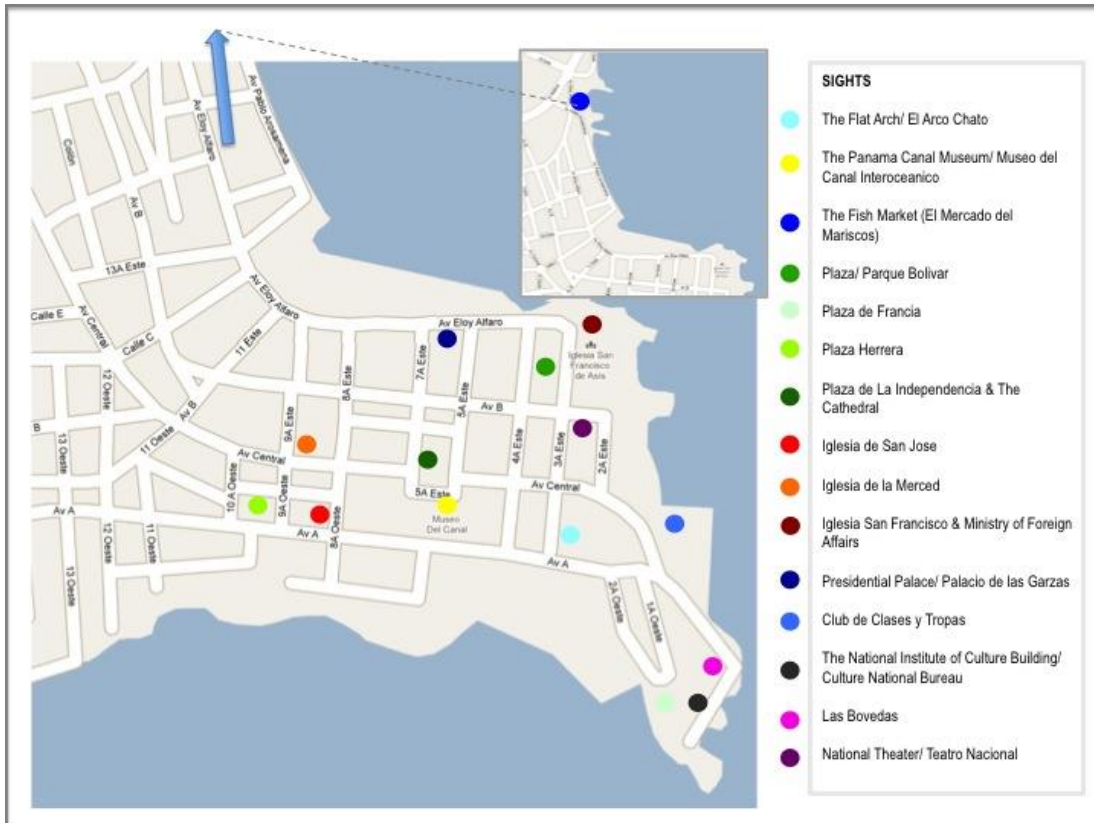 SIGHTS
The Flat Arch/ El Arco Chato
The Panama Canal Museum/ Museo del
Canal Interoceanico
The Fish Market (El Mercado del
Mariscos)
Plaza/ Parque Bolivar
Plaza de Francia
Plaza Herrera
Plaza de La Independencia & The
Cathedral
Iglesia de San Jose
Iglesia de la Merced
Iglesia San Francisco & Ministry of Foreign
Affairs
Presidential Palace/ Palacio de las Garzas
Club de Clases y Tropas
The National Institute of Culture Building/
Culture National Bureau
Las Bovedas
National Theater/ Teatro Nacional
Av Pablo Arosamena
Av Eloy Alfaro
Colón
Av B
13A Este
Av Eloy Alfaro
Calle E
Av Central
Calle C
11 Este
Av Eloy Alfaro
Iglesia San
Francisco
de Asis
7A Este
8A Este
5A Este
12 Oeste
Av B
Av B
B
13 Oeste
11 Oeste
9A Este
4A Este
3A Este
2A Este
Av Central
Av Central
10 A Oeste
9A Oeste
8A Oeste
5A Este
Museo
Del Canal
Av A
Av A
Av A
12 Oeste
11 Oeste
13 Oeste
2A Oeste
1A Oeste